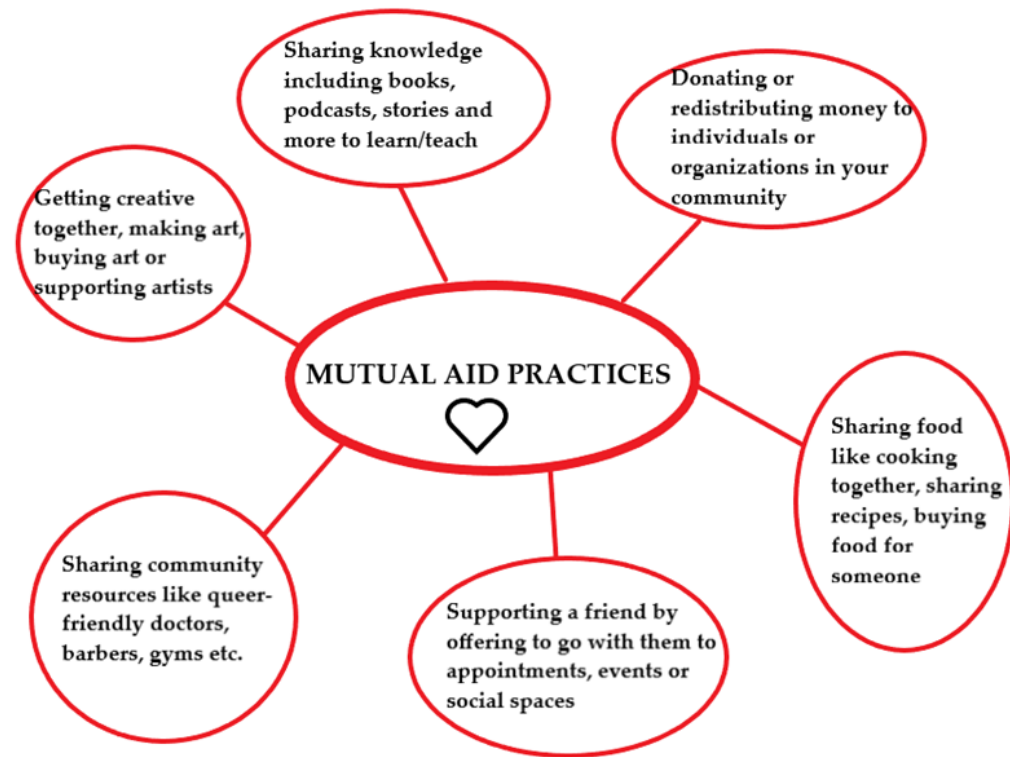 Sharing knowledge
including books,
podcasts, stories and
more to learn/teach
Donating or
redistributing money to
individuals or
organizations in your
community
Getting creative
together, making art,
buying art or
supporting artists
MUTUAL AID PRACTICES
Sharing food
like cooking
together, sharing
recipes, buying
food for
someone
Sharing community
resources like queer-
friendly doctors,
barbers, gyms etc.
Supporting a friend by
offering to go with them to
appointments, events or
social spaces